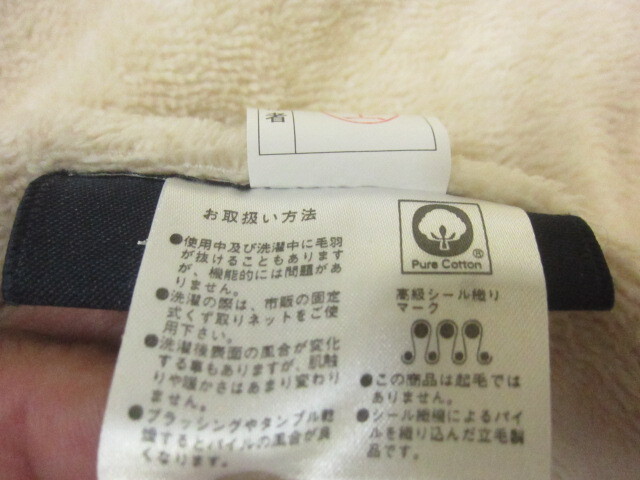 者
お取扱い方法
●使用中及び洗濯中に毛羽
が抜けることもあります
が、機能的には問題があ
りません。
●洗濯の際は、市販の固定
式くず取りネットをご使
用下さい。
●洗濯後表面の風合が変化
する事もありますが、肌触
りや暖かさはあまり変わり
ません。
●ブラッシングやタンブル乾
燥するとパイルの風合が良
くなります。
Pure Cotton
®
高級シール織り
マーク
●この商品は起毛では
ありません。
●シール織機によるパイ
ルを織り込んだ立毛製
品です。